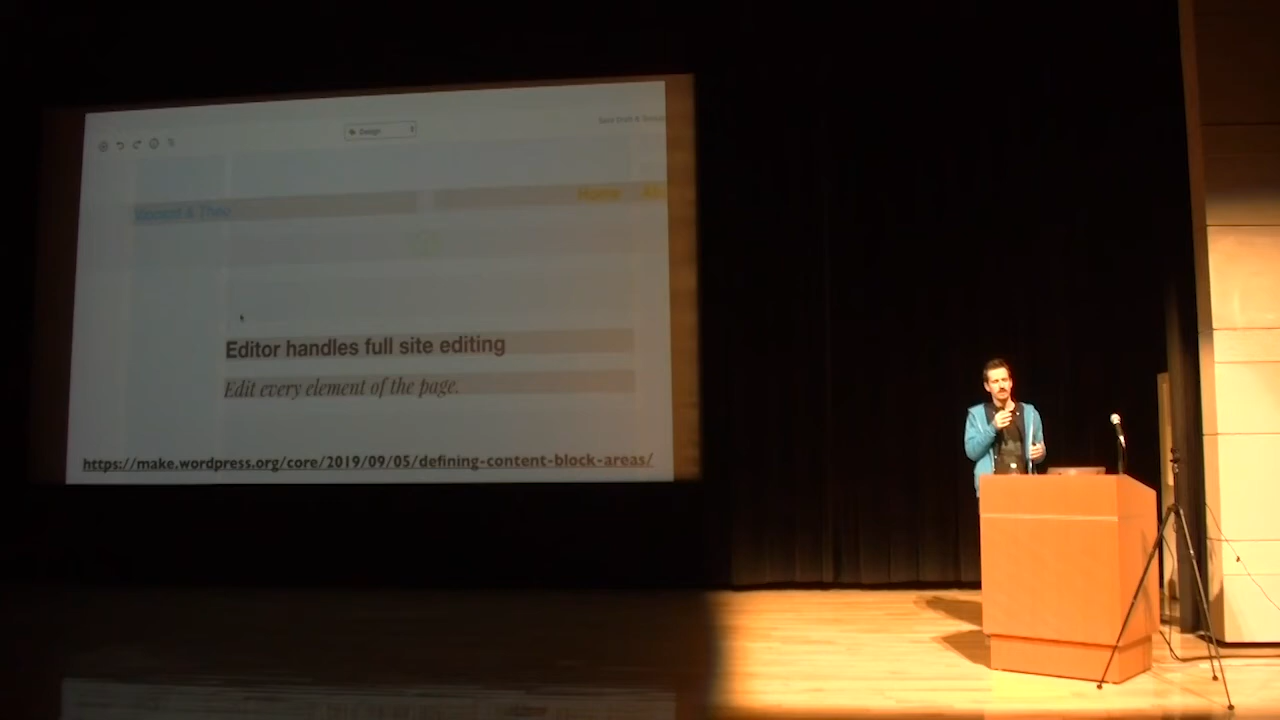 Design
Home
Editor handles full site editing
Edit every element of the page.
https://make.wordpress.org/core/2019/09/05/defining-content-block-areas/